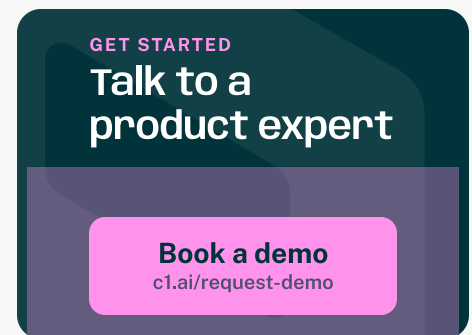 GET STARTED
Talk to a
product expert
Book a demo
c1.ai/request-demo